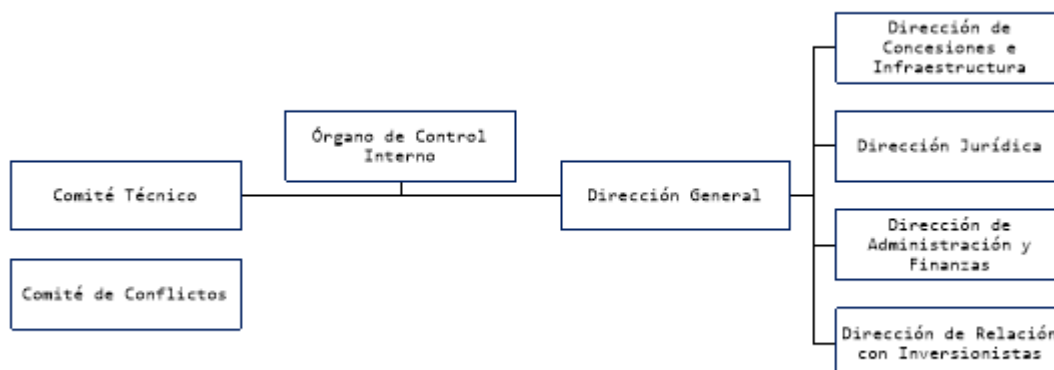 Dirección de
Concesiones e
Infraestructura
Órgano de Control
Interno
Dirección Jurídica
Comité Técnico
Dirección General
Dirección de
Administración y
Finanzas
Comité de Conflictos
Dirección de Relación
con Inversionistas